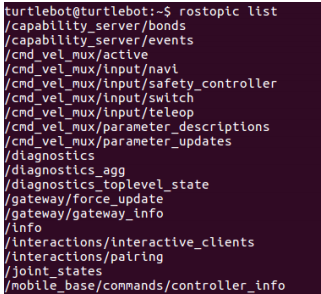 turtlebot@turtlebot:~$ rostopic list
/capability_server/bonds
/capability_server/events
/cmd_vel_mux/active
/cmd_vel_mux/input/navi
/cmd_vel_mux/input/safety_controller
/cmd_vel_mux/input/switch
/cmd_vel_mux/input/teleop
/cmd_vel_mux/parameter_descriptions
/cmd_vel_mux/parameter_updates
/diagnostics
/diagnostics_agg
/diagnostics_toplevel_state
/gateway/force_update
/gateway/gateway_info
/info
/interactions/interactive_clients
/interactions/pairing
/joint_states
/mobile_base/commands/controller_info